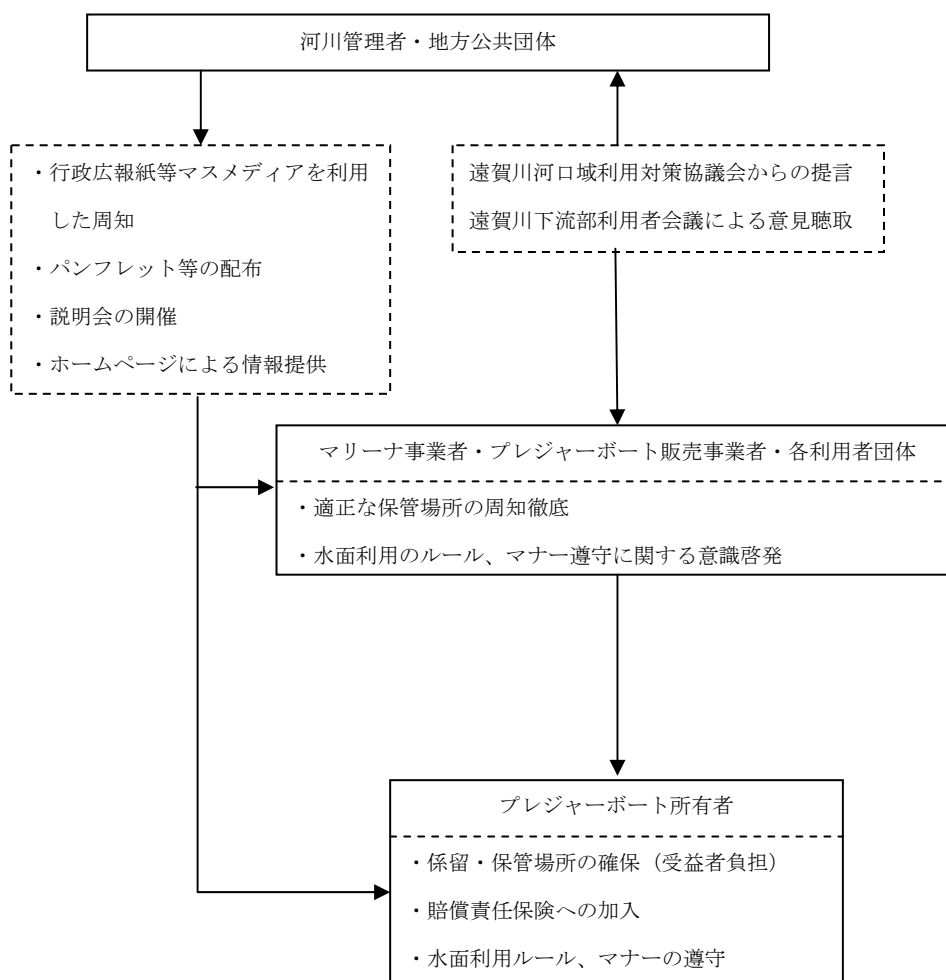 河川管理者・地方公共団体
・行政広報紙等マスメディアを利用
した周知
・パンフレット等の配布
・説明会の開催
・ホームページによる情報提供
遠賀川河口域利用対策協議会からの提言
遠賀川下流部利用者会議による意見聴取
マリーナ事業者・プレジャーボート販売事業者・各利用者団体
・適正な保管場所の周知徹底
・水面利用のルール、マナー遵守に関する意識啓発
プレジャーボート所有者
・係留・保管場所の確保（受益者負担）
・賠償責任保険への加入
・水面利用ルール、マナーの遵守